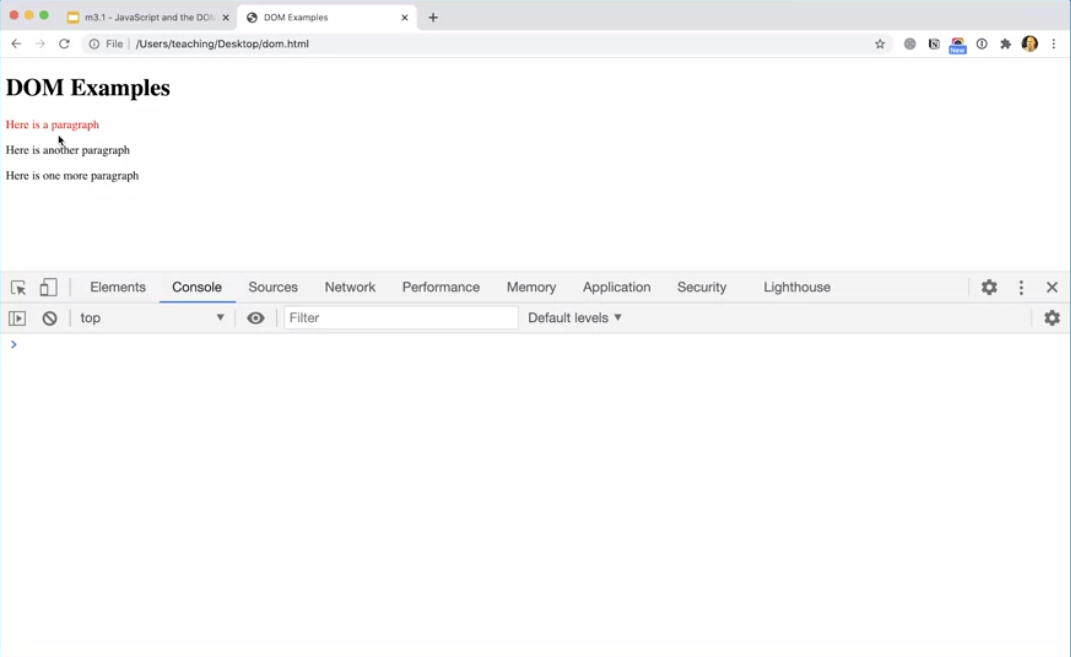 m3.1 - JavaScript and the DOM
DOM Examples
File
/Users/teaching/Desktop/dom.html
New
DOM Examples
Here is a paragraph
Here is another paragraph
Here is one more paragraph
Elements Console Sources Network Performance Memory Application Security Lighthouse
top Filter Default levels